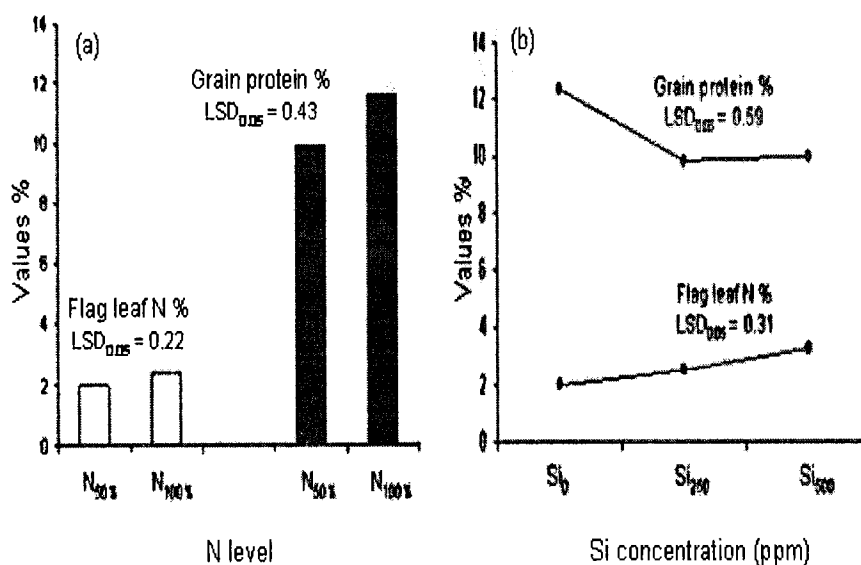 (a)
14
12
10
8
6
4
2
0
Values %
Grain protein %
LSD0.05 = 0.43
Flag leaf N %
LSD0.05 = 0.22
N50% N100% N50% N100%
N level
(b)
14
12
10
8
6
4
2
0
Values %
Grain protein %
LSD0.05 = 0.59
Flag leaf N %
LSD0.05 = 0.31
Si0 Si250 Si500
Si concentration (ppm)